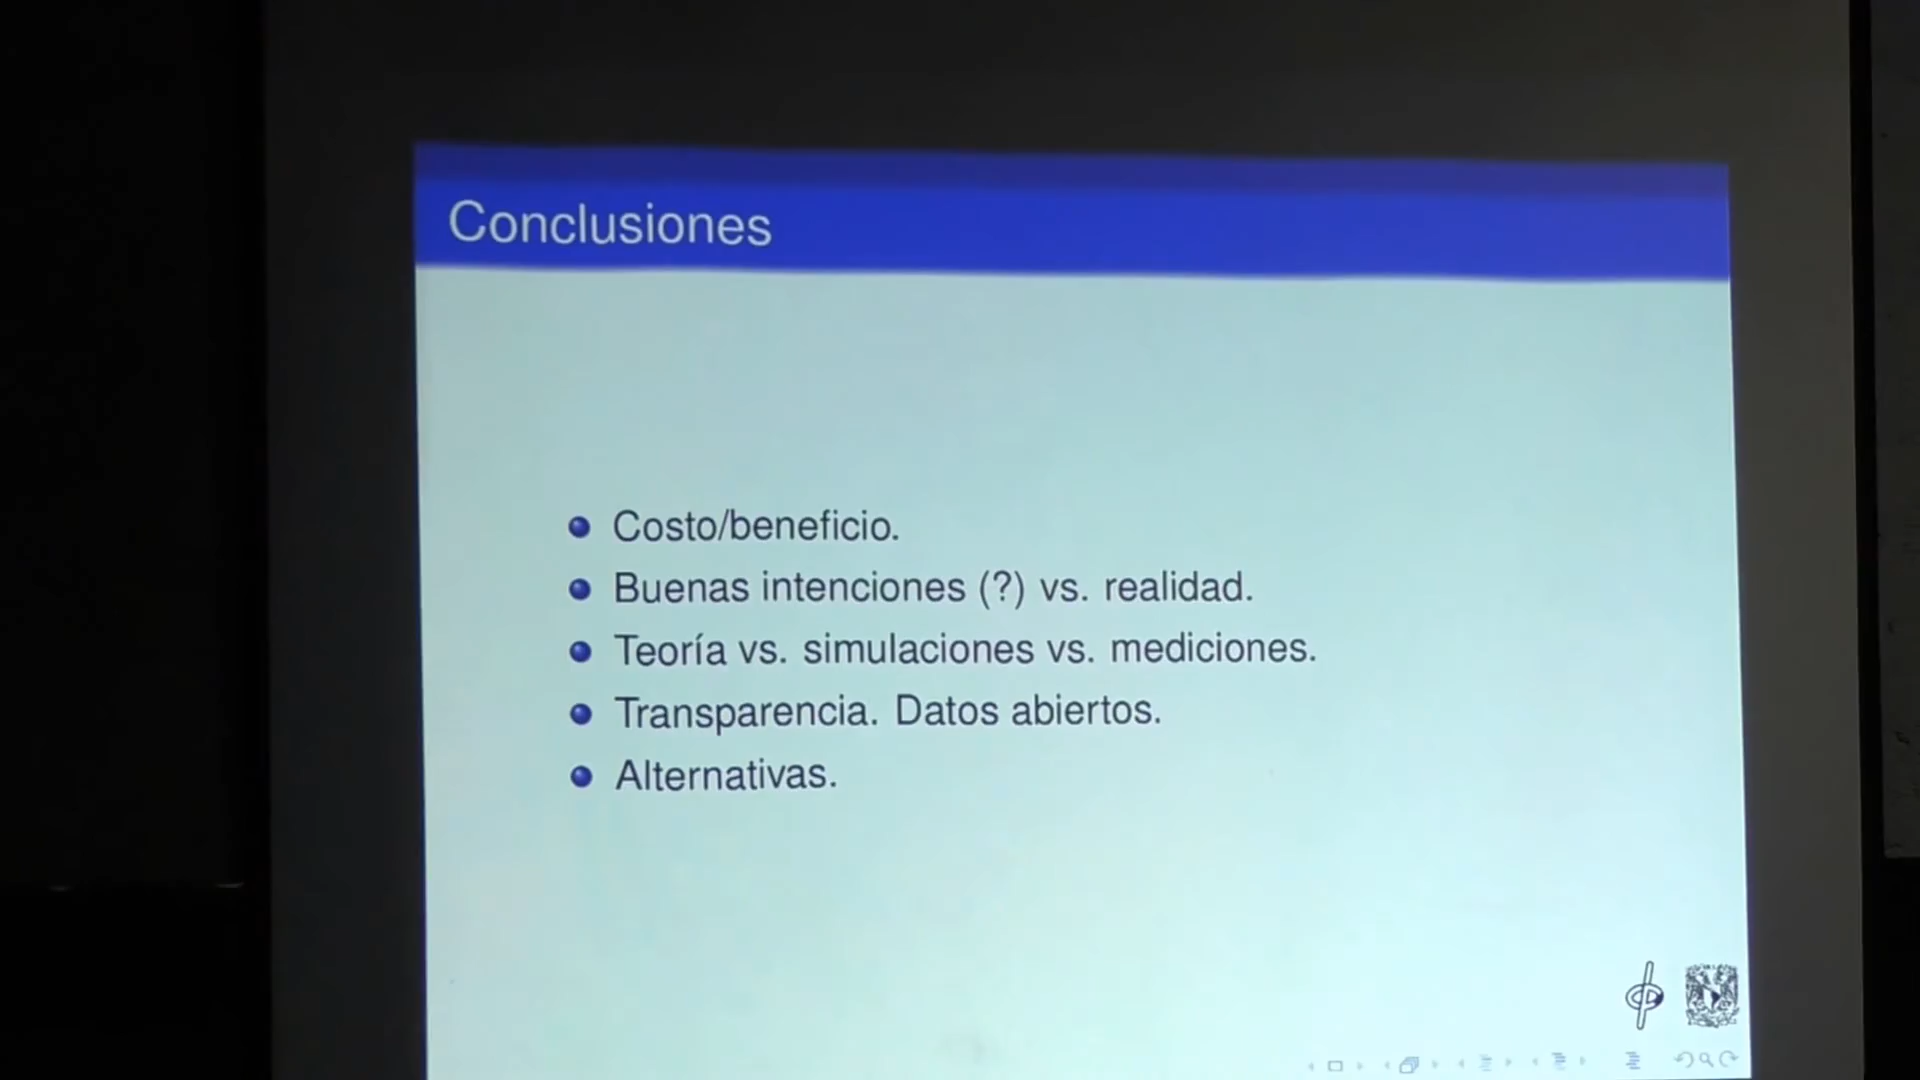 Conclusiones
Costo/beneficio.
Buenas intenciones (?) vs. realidad.
Teoría vs. simulaciones vs. mediciones.
Transparencia. Datos abiertos.
Alternativas.